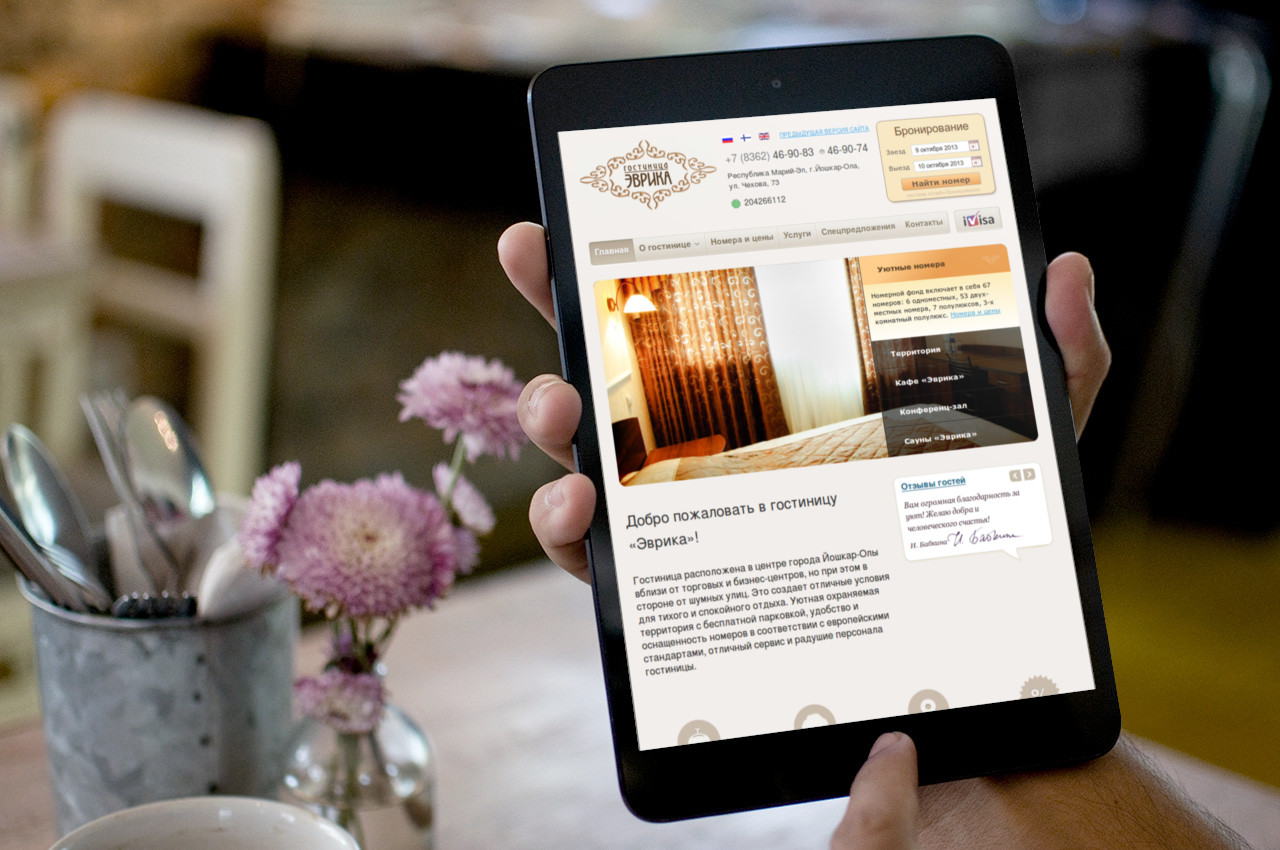 ГОСТИНИЦА
ЭВРИКА
ПРЕДЫДУЩАЯ ВЕРСИЯ САЙТА
+7 (8362) 46-90-83 46-90-74
Республика Марий-Эл, г.Йошкар-Ола,
ул. Чехова, 73
204266112
Бронирование
Заезд 9 октября 2013
Выезд 10 октября 2013
Найти номер
Главная О гостинице Номера и цены Услуги Спецпредложения Контакты
iVisa
Уютные номера
Номерной фонд включает в себя 67
номеров: 6 одноместных, 53 двух-
местных номера, 7 полулюксов, 3-х
комнатный полулюкс. Номера и цены
Территория
Кафе «Эврика»
Конференц-зал
Сауны «Эврика»
Добро пожаловать в гостиницу
«Эврика»!
Гостиница расположена в центре города Йошкар-Олы
вблизи от торговых и бизнес-центров, но при этом в
стороне от шумных улиц. Это создает отличные условия
для тихого и спокойного отдыха. Уютная охраняемая
территория с бесплатной парковкой, удобство и
оснащенность номеров в соответствии с европейскими
стандартами, отличный сервис и радушие персонала
гостиницы.
Отзывы гостей
Вам огромная благодарность за
уют! Желаю добра и
человеческого счастья!
И. Бабкина И. Бабкина
%